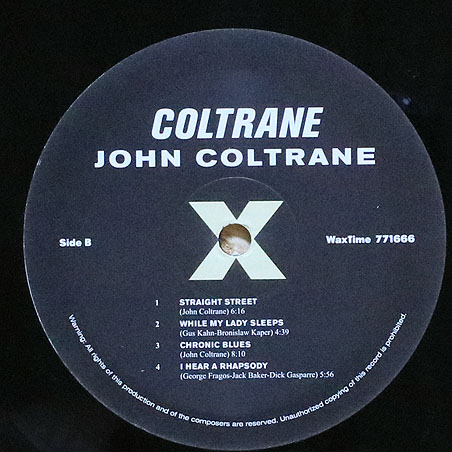 COLTRANE
JOHN COLTRANE
X
Side B
WaxTime 771666
1 STRAIGHT STREET
(John Coltrane) 6:16
2 WHILE MY LADY SLEEPS
(Gus Kahn-Bronislaw Kaper) 4:39
3 CHRONIC BLUES
(John Coltrane) 8:10
4 I HEAR A RHAPSODY
(George Fragos-Jack Baker-Dick Gasparre) 5:56
Warning: All rights of this production and of the composers are reserved. Unauthorized copying of this record is prohibited.